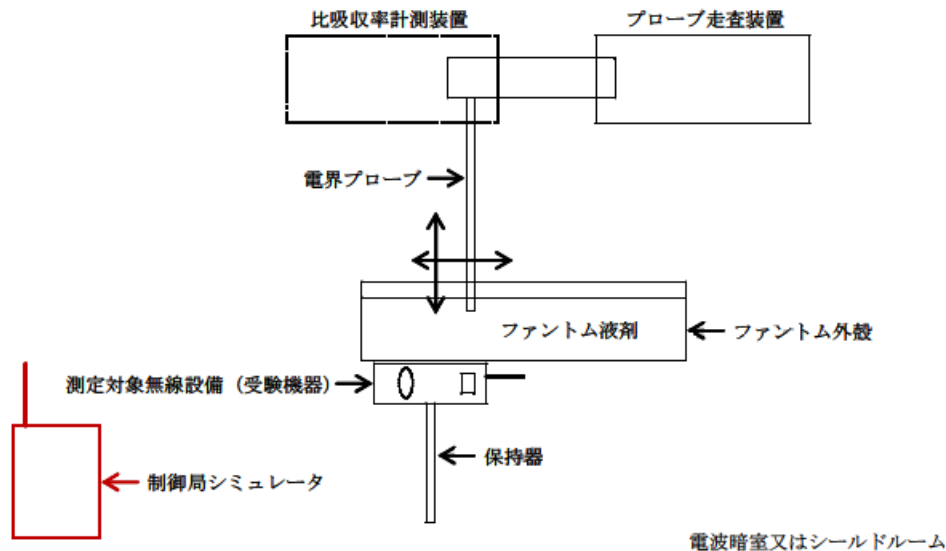 比吸収率計測装置
プローブ走査装置
電界プローブ
ファントム液剤
ファントム外殻
測定対象無線設備(受験機器)
保持器
制御局シミュレータ
電波暗室又はシールドルーム